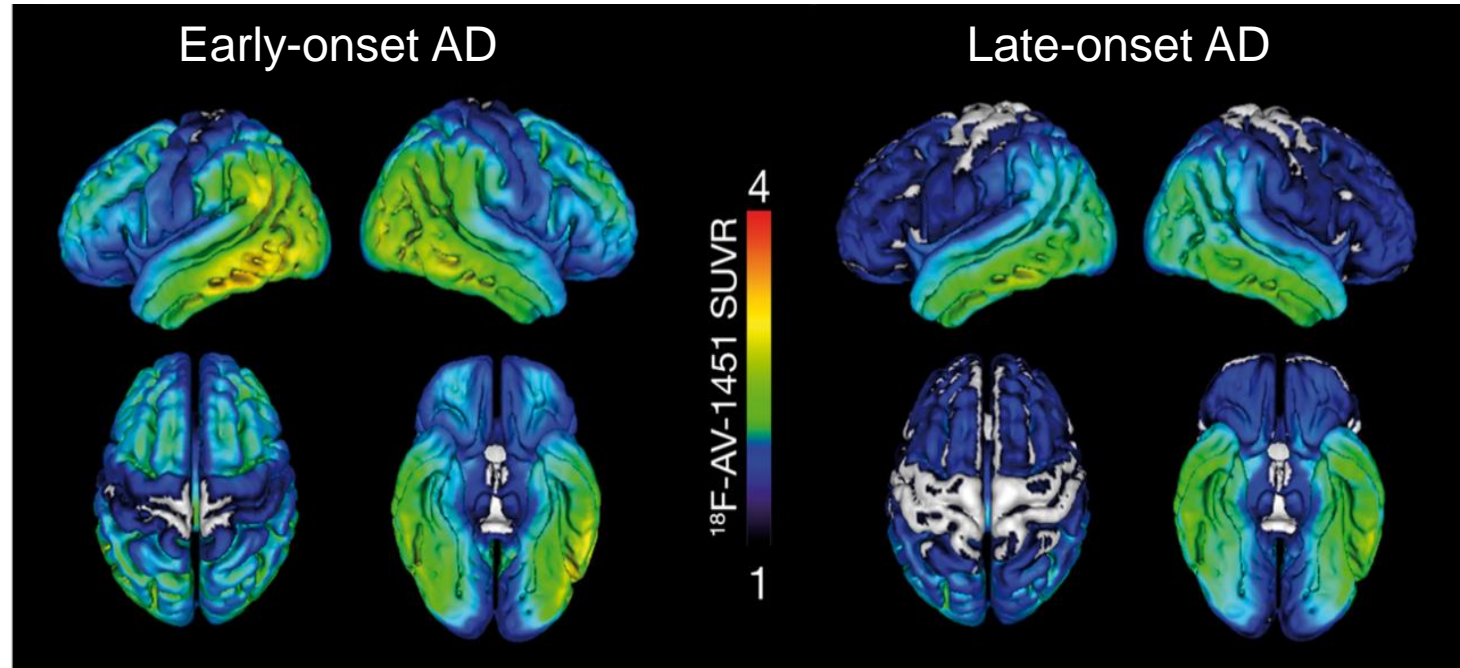 Early-onset AD
Late-onset AD
4
¹⁸F-AV-1451 SUVR
1